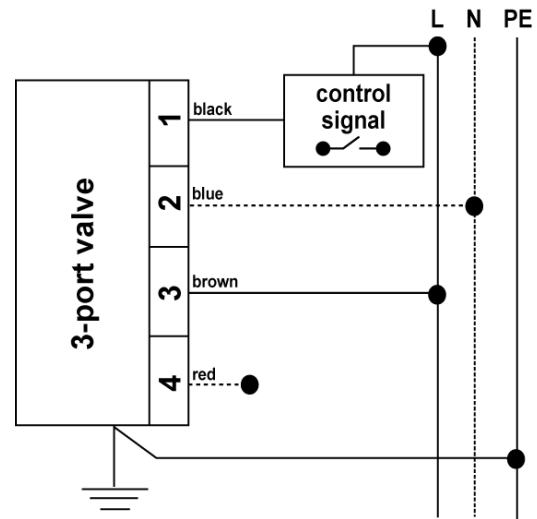 L N PE
control
signal
1 black
2 blue
3-port valve
3 brown
4 red